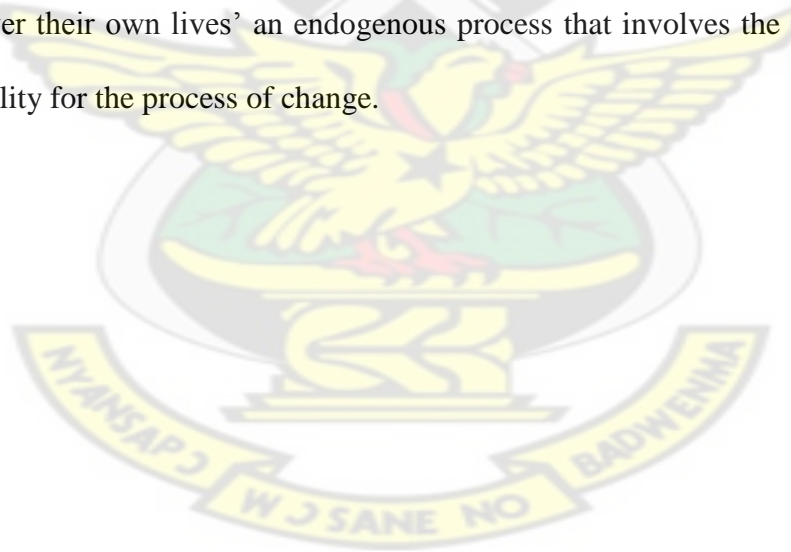 er their own lives’ an endogenous process that involves the
lity for the process of change.
NYANSAPƆ WƆSANE NO BADWENMA